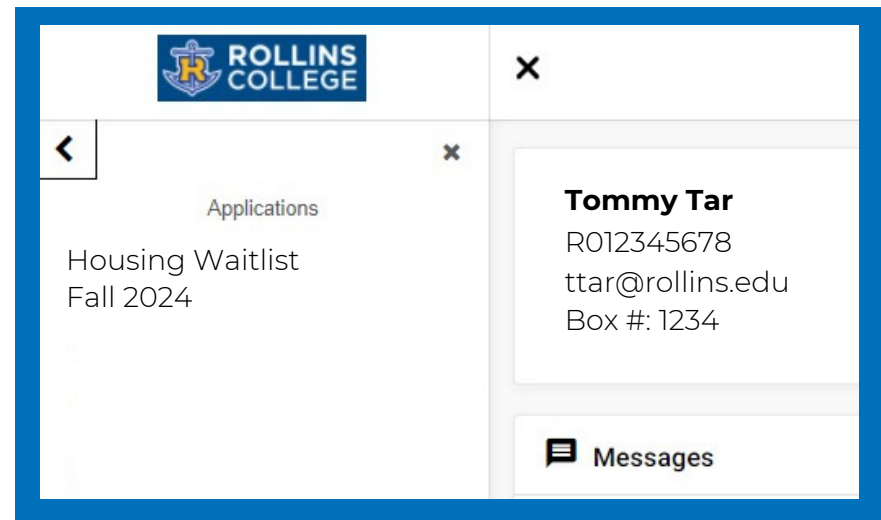 ROLLINS
COLLEGE
Applications
Housing Waitlist
Fall 2024
Tommy Tar
R012345678
ttar@rollins.edu
Box #: 1234
Messages